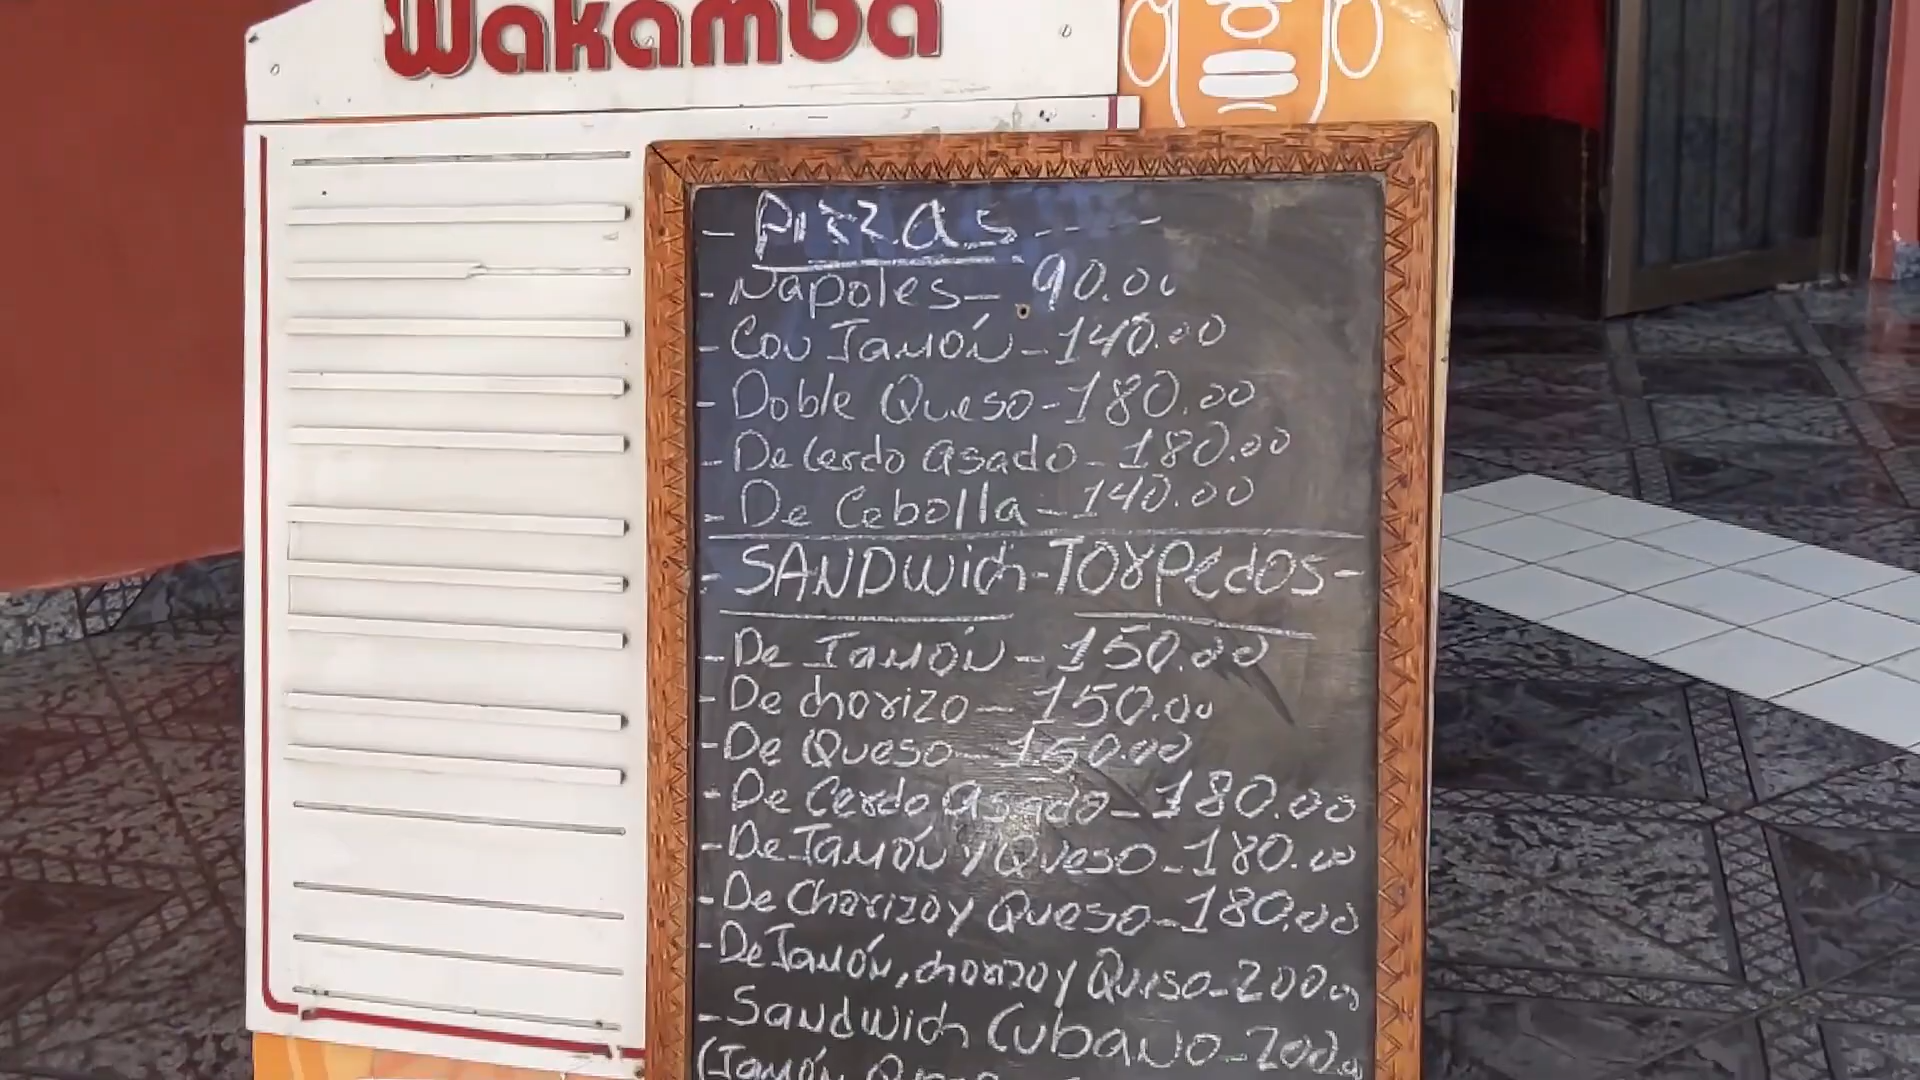 Wakamba
- Pizzas - - - -
- Napoles - 90.00
- Con Jamón - 140.00
- Doble Queso - 180.00
- De Cerdo asado - 180.00
- De Cebolla - 140.00
- SANDwich - Torpedos -
- De Jamón - 150.00
- De chorizo - 150.00
- De Queso - 150.00
- De Cerdo Asado - 180.00
- De Jamón y Queso - 180.00
- De Chorizo y Queso - 180.00
- De Jamón, chorizo y Queso - 200.00
- Sandwich Cubano - 200.00
(Jamón, Queso